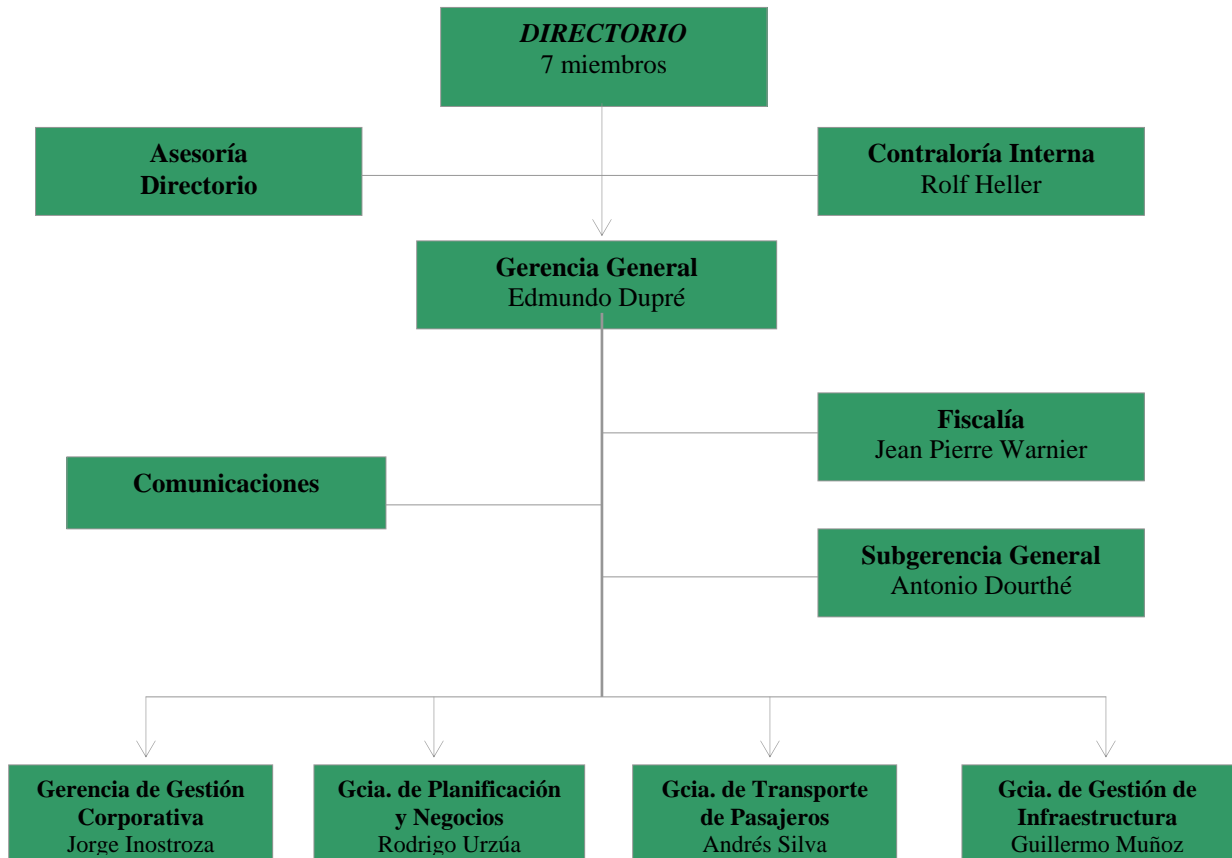 DIRECTORIO
7 miembros
Asesoría
Directorio
Contraloría Interna
Rolf Heller
Gerencia General
Edmundo Dupré
Fiscalía
Jean Pierre Warnier
Comunicaciones
Subgerencia General
Antonio Dourthé
Gerencia de Gestión
Corporativa
Jorge Inostroza
Gcia. de Planificación
y Negocios
Rodrigo Urzúa
Gcia. de Transporte
de Pasajeros
Andrés Silva
Gcia. de Gestión de
Infraestructura
Guillermo Muñoz